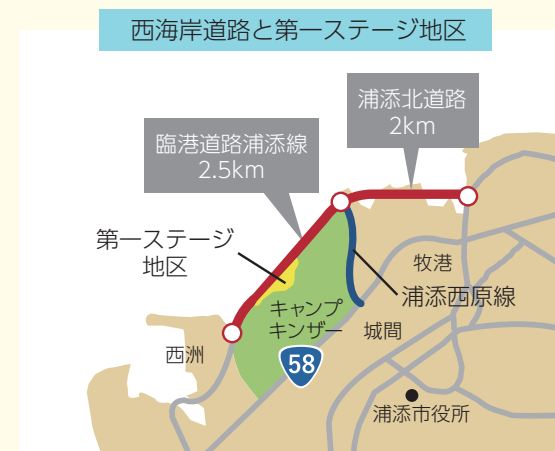 西海岸道路と第一ステージ地区
浦添北道路
2km
臨港道路浦添線
2.5km
第一ステージ
地区
牧港
浦添西原線
キャンプ
キンザー
城間
西洲
58
浦添市役所